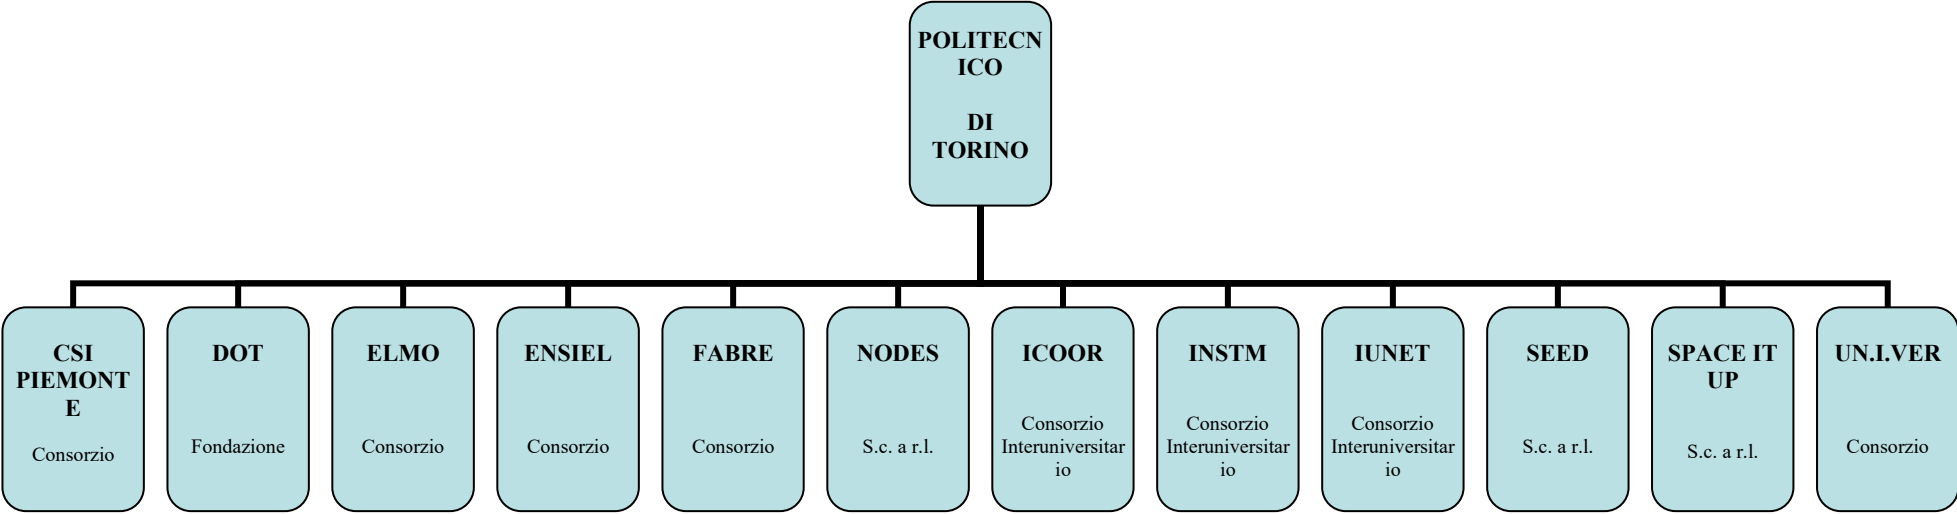 POLITECN
ICO
DI
TORINO
CSI
PIEMONT
E
Consorzio
DOT
Fondazione
ELMO
Consorzio
ENSIEL
Consorzio
FABRE
Consorzio
NODES
S.c. a r.l.
ICOOR
Consorzio
Interuniversitar
io
INSTM
Consorzio
Interuniversitar
io
IUNET
Consorzio
Interuniversitar
io
SEED
S.c. a r.l.
SPACE IT
UP
S.c. a r.l.
UN.I.VER
Consorzio